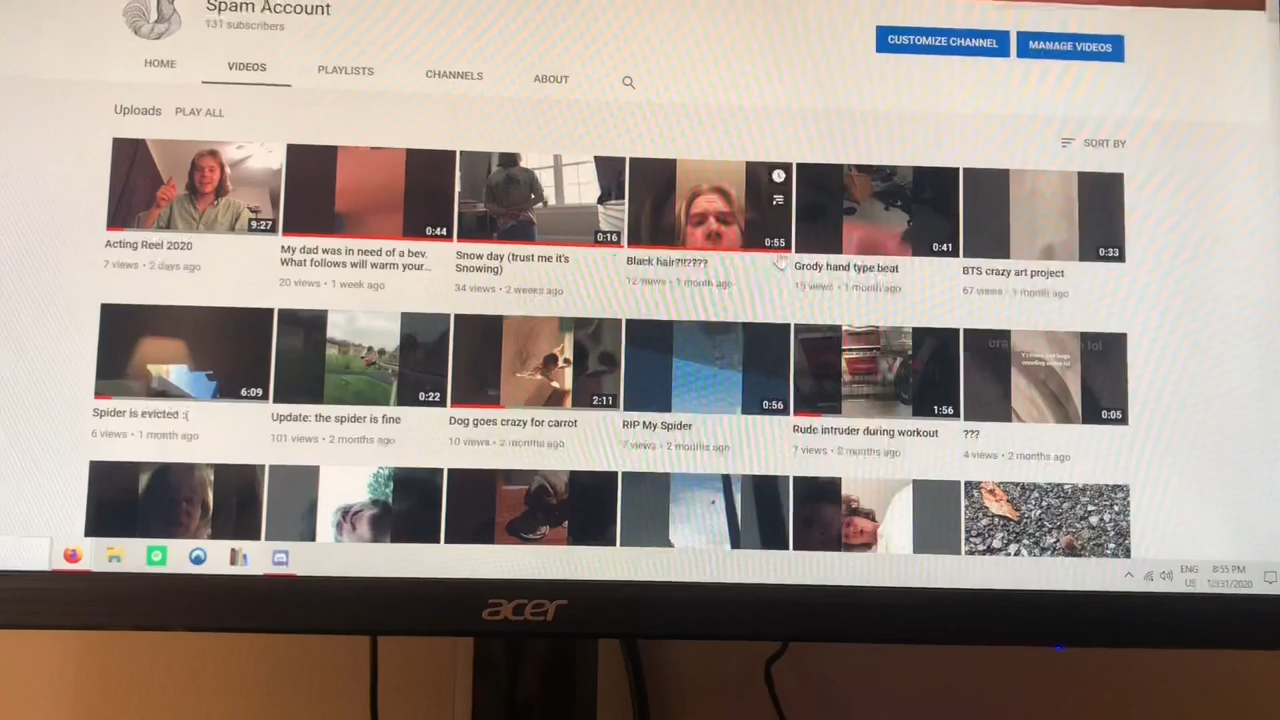 Spam Account
131 subscribers
CUSTOMIZE CHANNEL
MANAGE VIDEOS
HOME
VIDEOS
PLAYLISTS
CHANNELS
ABOUT
Uploads PLAY ALL
SORT BY
9:27
0:44
0:16
0:55
0:41
0:33
Acting Reel 2020
7 views • 2 days ago
My dad was in need of a bev.
What follows will warm your...
20 views • 1 week ago
Snow day (trust me it's
Snowing)
34 views • 2 weeks ago
Black hair?!!????
12 views • 1 month ago
Grody hand type beat
15 views • 1 month ago
BTS crazy art project
67 views • 1 month ago
6:09
0:22
2:11
0:56
1:56
lol
0:05
Spider is evicted :(
6 views • 1 month ago
Update: the spider is fine
101 views • 2 months ago
Dog goes crazy for carrot
10 views • 2 months ago
RIP My Spider
7 views • 2 months ago
Rude intruder during workout
7 views • 2 months ago
???
4 views • 2 months ago
ENG
US
8:55 PM
12/31/2020
acer